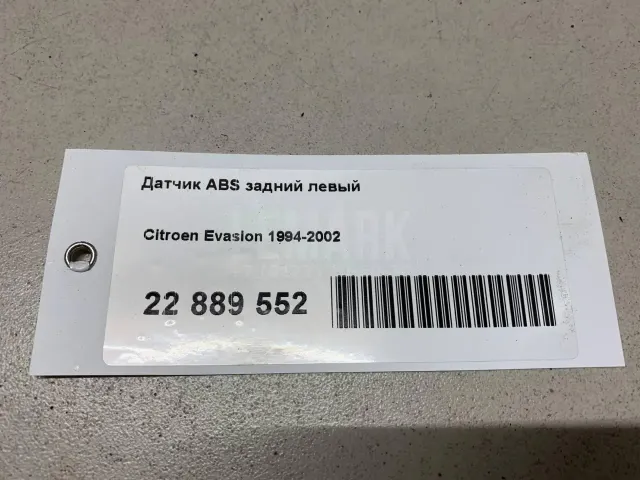 Датчик ABS задний левый
Citroen Evasion 1994-2002
22 889 552